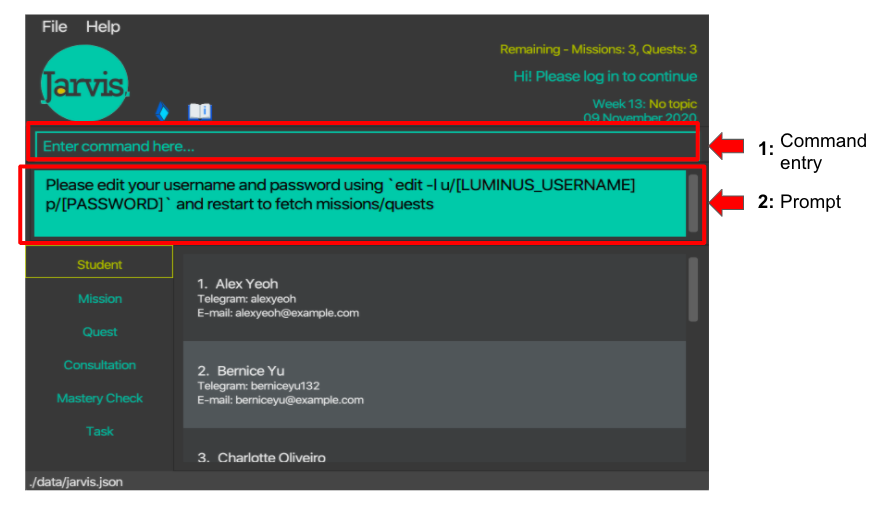 File Help
Remaining - Missions: 3, Quests: 3
Jarvis
Hi! Please log in to continue
Week 13: No topic
09 November 2020
Enter command here...
1: Command entry
Please edit your username and password using `edit -l u/[LUMINUS_USERNAME]
p/[PASSWORD]` and restart to fetch missions/quests
2: Prompt
Student
Mission
Quest
Consultation
Mastery Check
Task
1. Alex Yeoh
Telegram: alexyeoh
E-mail: alexyeoh@example.com
2. Bernice Yu
Telegram: berniceyu132
E-mail: berniceyu@example.com
3. Charlotte Oliveiro
./data/jarvis.json